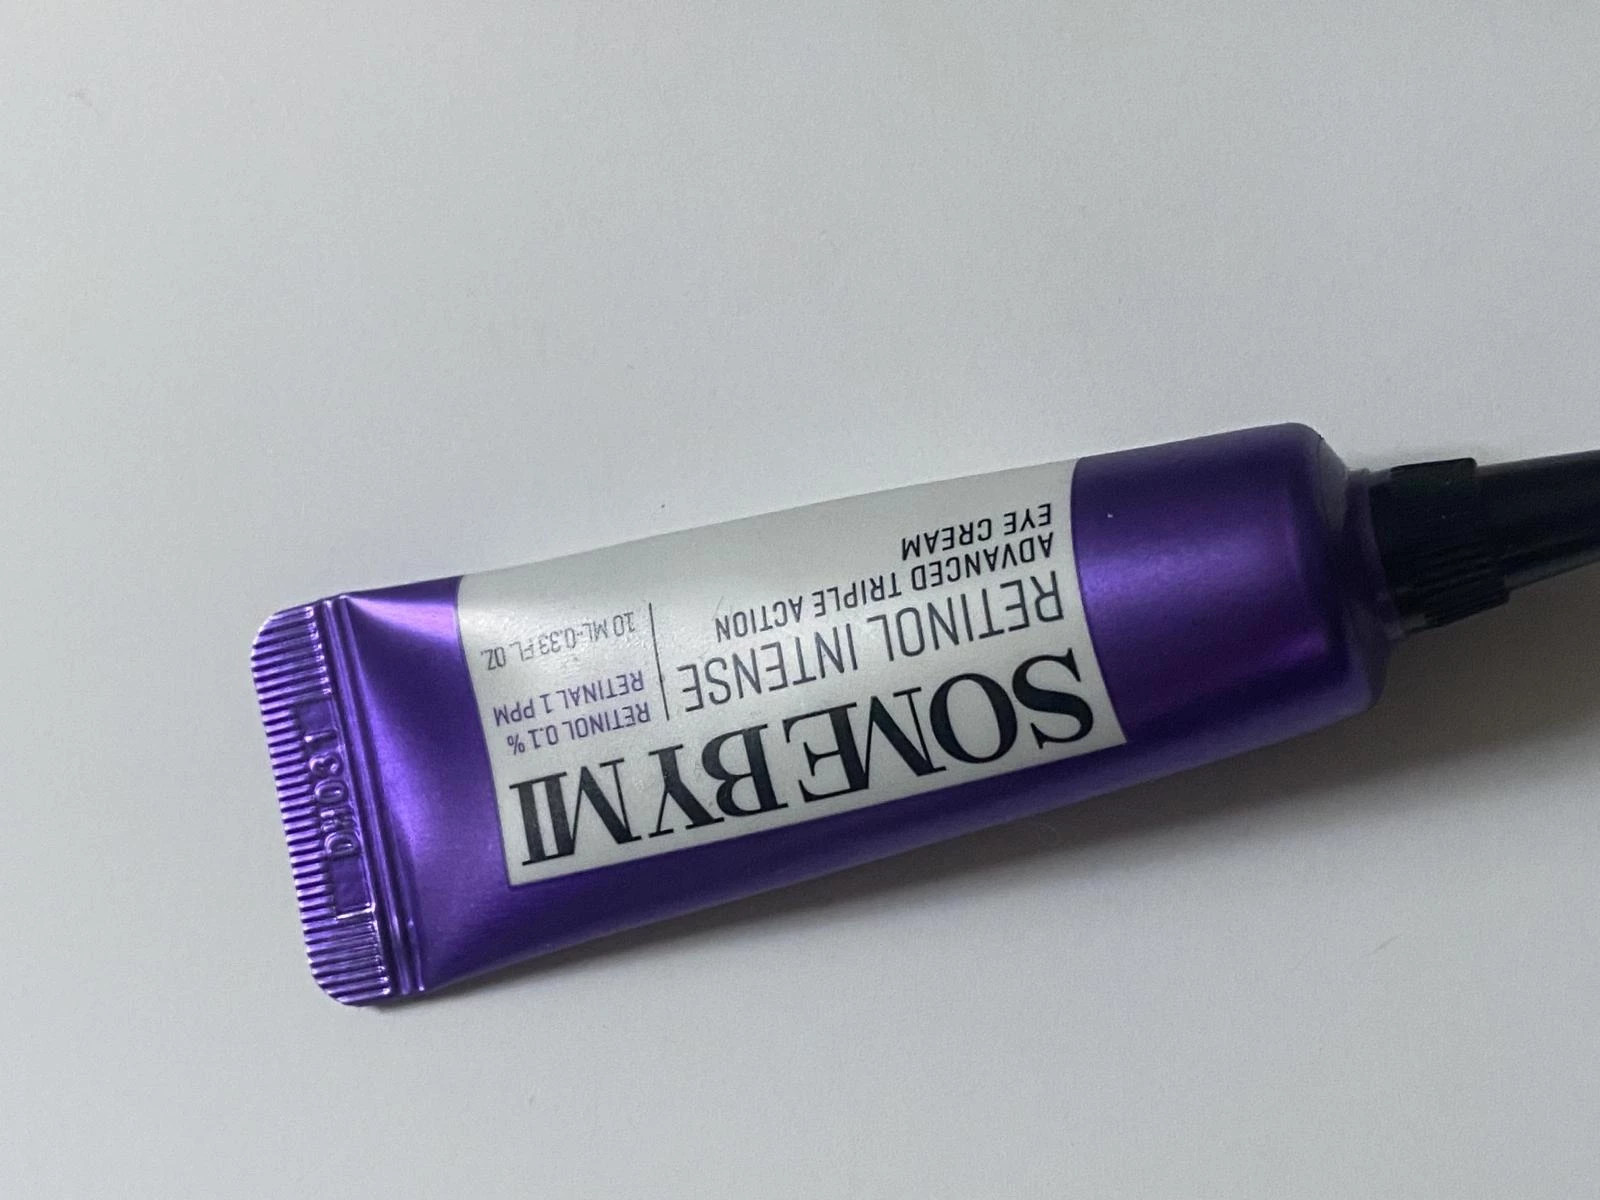 SOME BY MI
RETINOL INTENSE
ADVANCED TRIPLE ACTION
EYE CREAM
RETINOL 0.1%
RETINAL 1 PPM
10 ML-0.33 FL. OZ.